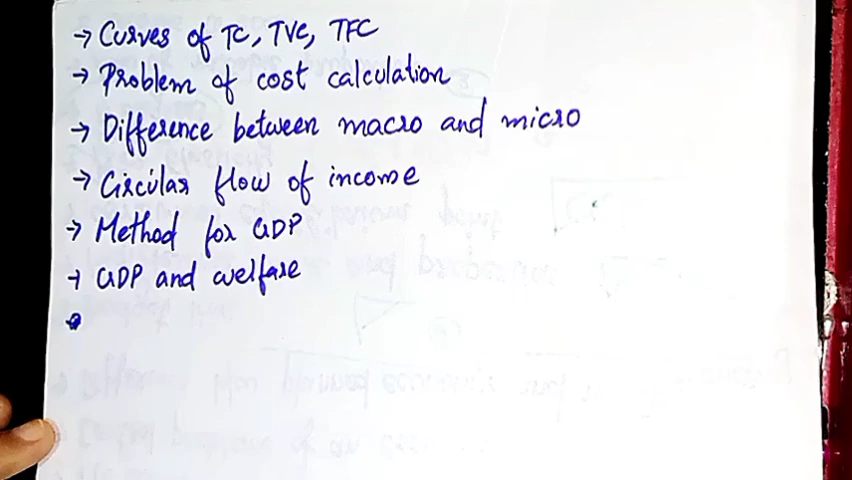 → Curves of TC, TVC, TFC
→ Problem of cost calculation
→ Difference between macro and micro
→ Circular flow of income
→ Method for GDP
→ GDP and welfare